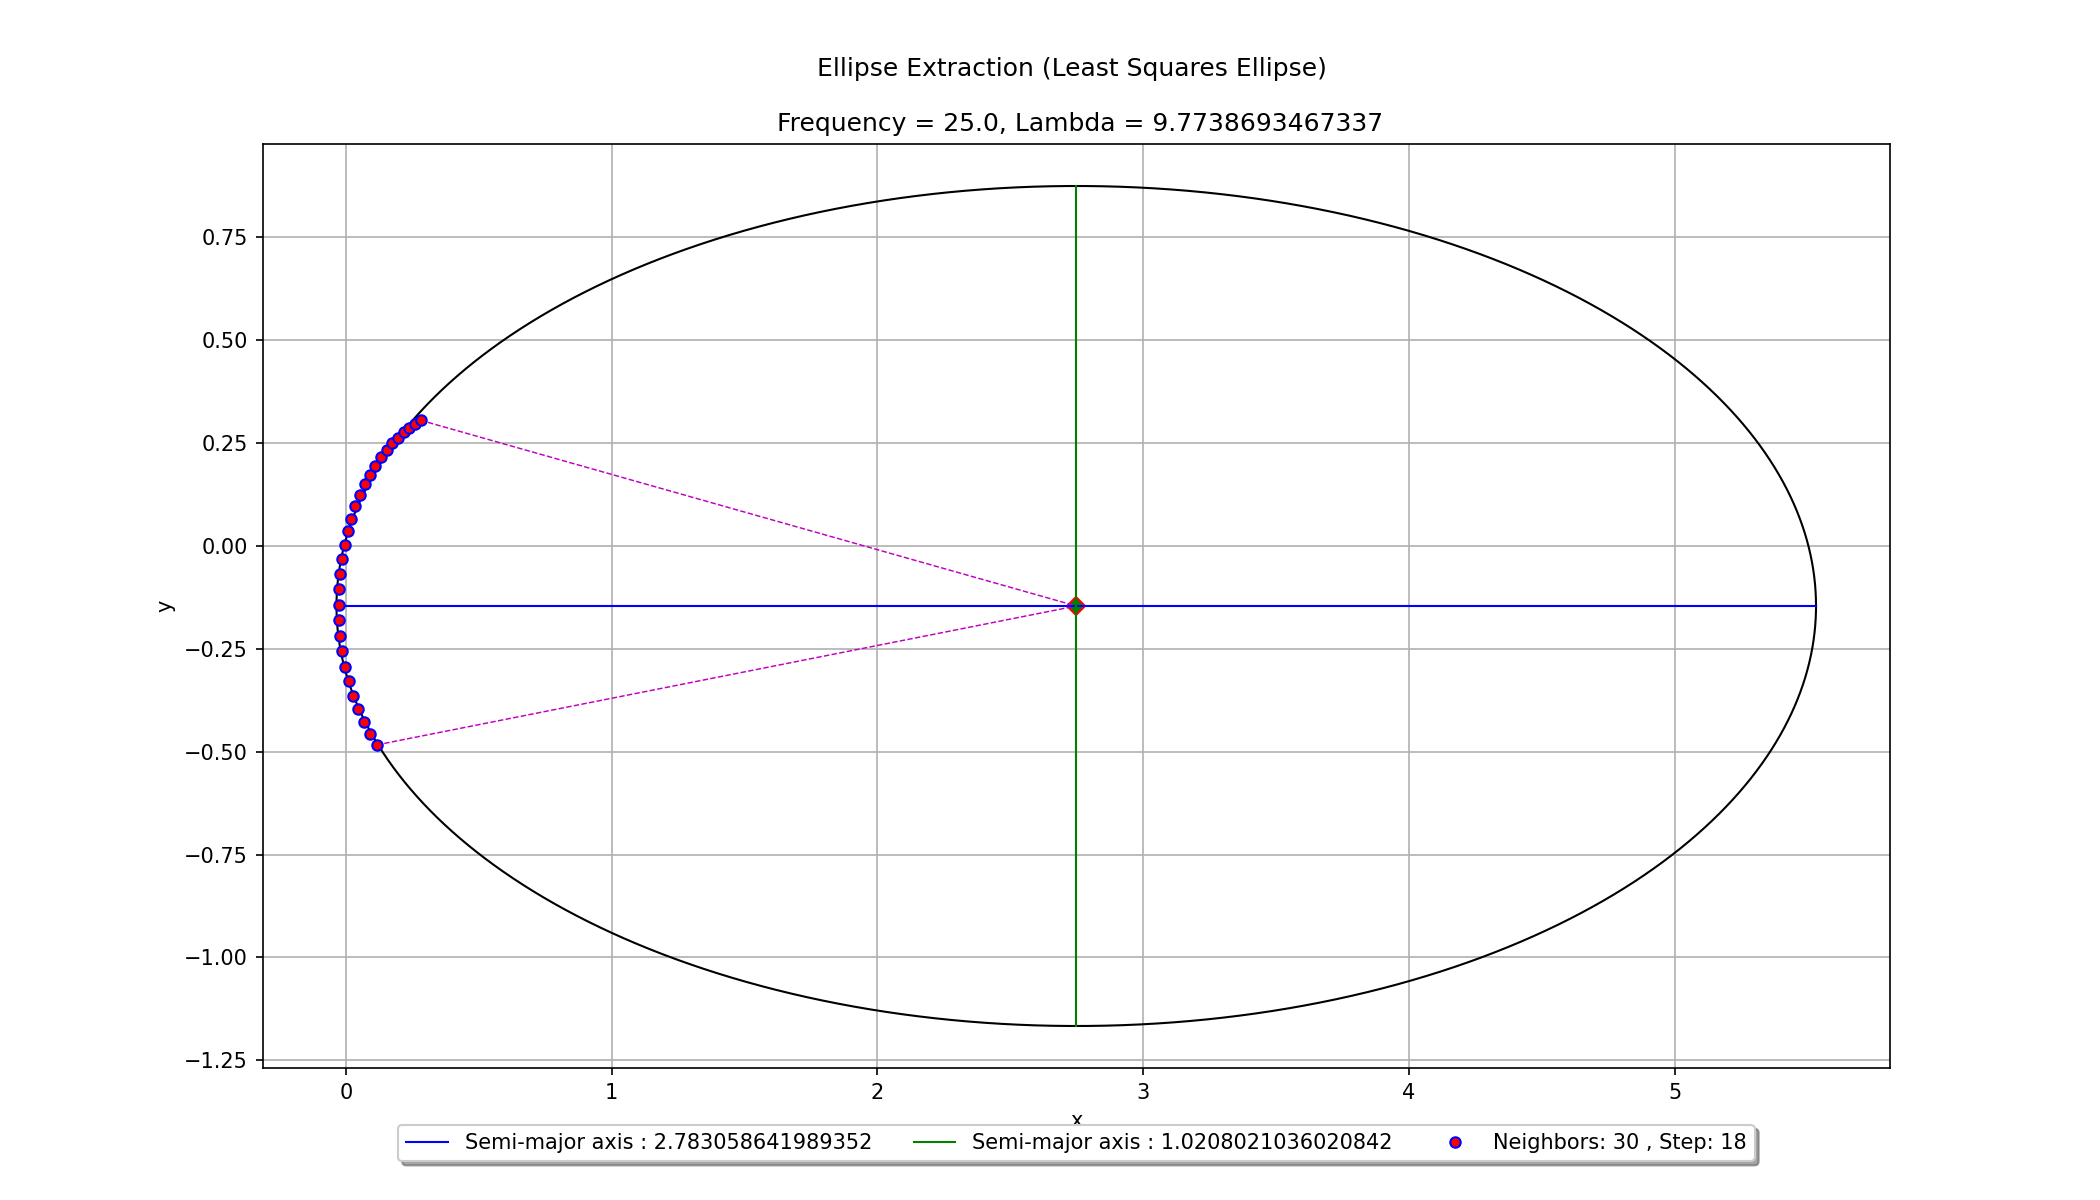 Ellipse Extraction (Least Squares Ellipse)
Frequency = 25.0, Lambda = 9.7738693467337
0.75
0.50
0.25
0.00
−0.25
−0.50
−0.75
−1.00
−1.25
y
0 1 2 3 4 5
x
Semi-major axis : 2.783058641989352 Semi-major axis : 1.0208021036020842 Neighbors: 30 , Step: 18